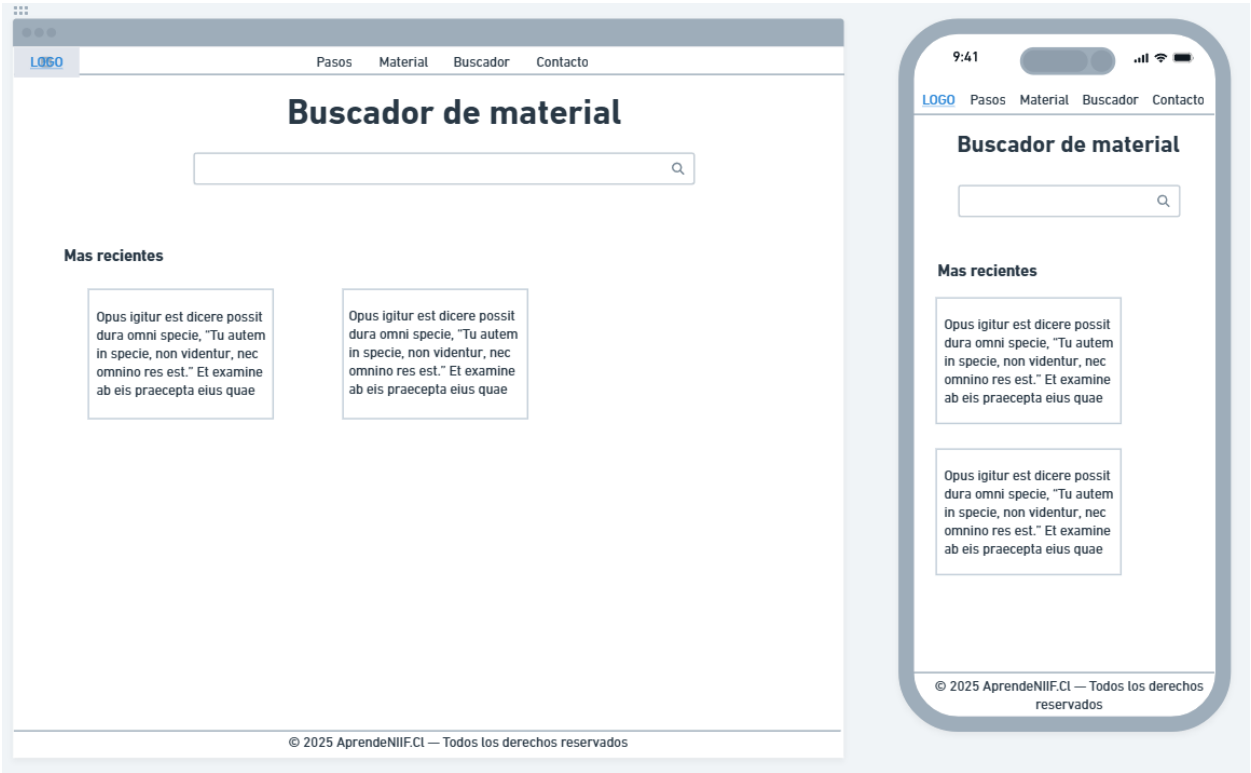 LOGO Pasos Material Buscador Contacto
Buscador de material
Mas recientes
Opus igitur est dicere possit
dura omni specie, “Tu autem
in specie, non videntur, nec
omnino res est.” Et examine
ab eis praecepta eius quae
Opus igitur est dicere possit
dura omni specie, “Tu autem
in specie, non videntur, nec
omnino res est.” Et examine
ab eis praecepta eius quae
© 2025 AprendeNIIF.Cl — Todos los derechos reservados
9:41
LOGO Pasos Material Buscador Contacto
Buscador de material
Mas recientes
Opus igitur est dicere possit
dura omni specie, “Tu autem
in specie, non videntur, nec
omnino res est.” Et examine
ab eis praecepta eius quae
Opus igitur est dicere possit
dura omni specie, “Tu autem
in specie, non videntur, nec
omnino res est.” Et examine
ab eis praecepta eius quae
© 2025 AprendeNIIF.Cl — Todos los derechos
reservados